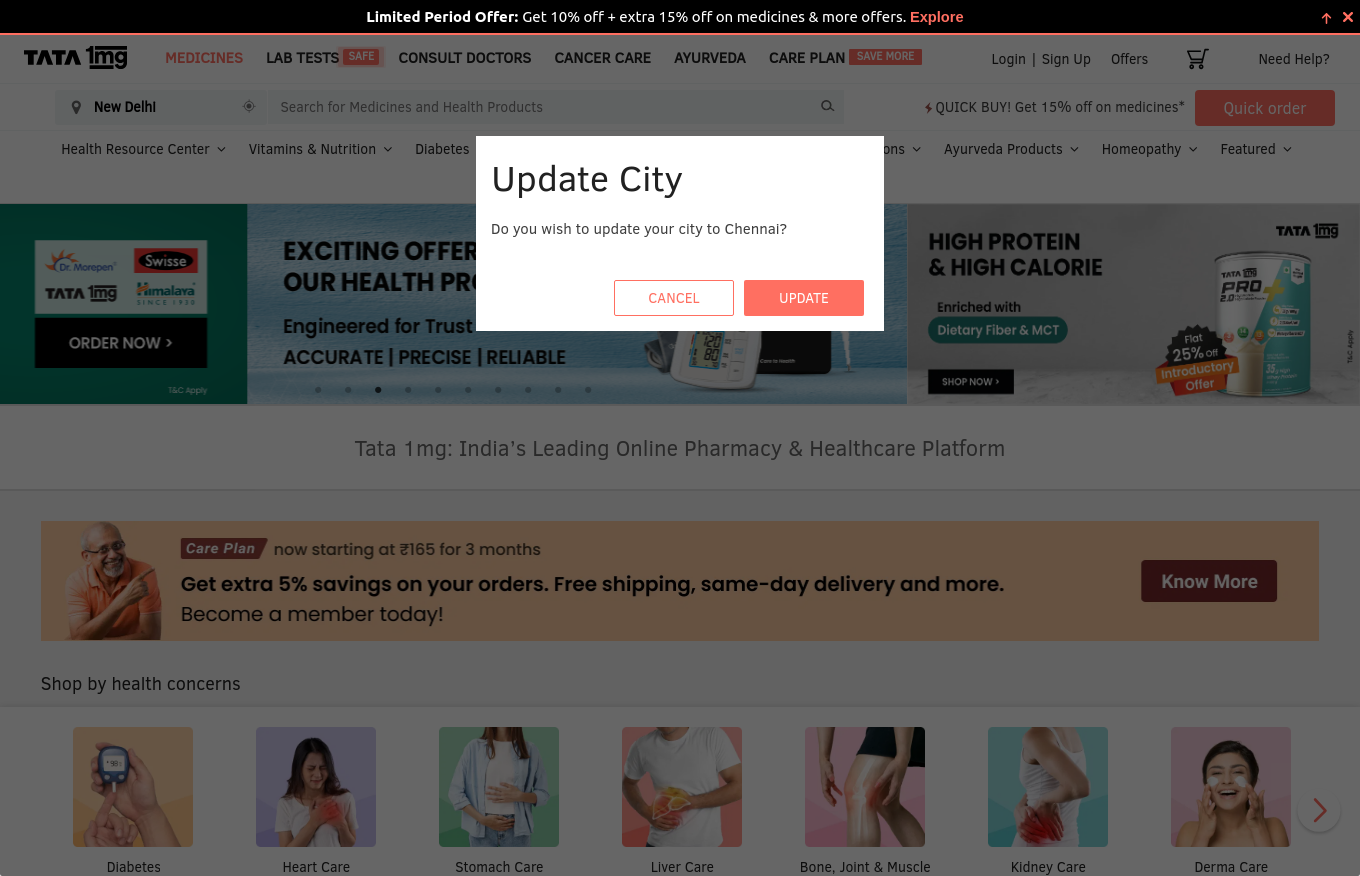 Limited Period Offer: Get 10% off + extra 15% off on medicines & more offers. Explore
TATA 1mg MEDICINES LAB TESTS SAFE CONSULT DOCTORS CANCER CARE AYURVEDA CARE PLAN SAVE MORE Login | Sign Up Offers Need Help?
New Delhi Search for Medicines and Health Products QUICK BUY! Get 15% off on medicines* Quick order
Health Resource Center Vitamins & Nutrition Diabetes ons Ayurveda Products Homeopathy Featured
Update City
Do you wish to update your city to Chennai?
CANCEL UPDATE
Dr. Morepen Swisse
TATA 1mg Himalaya
SINCE 1930
ORDER NOW >
T&C Apply
EXCITING OFFER
OUR HEALTH PRO
Engineered for Trust
ACCURATE | PRECISE | RELIABLE
HIGH PROTEIN
& HIGH CALORIE
TATA 1mg
Enriched with
Dietary Fiber & MCT
SHOP NOW >
Flat
25% Off
Introductory
Offer
TATA 1mg
PRO+
2.0
35g
T&C Apply
Tata 1mg: India's Leading Online Pharmacy & Healthcare Platform
Care Plan now starting at ₹165 for 3 months
Get extra 5% savings on your orders. Free shipping, same-day delivery and more.
Become a member today!
Know More
Shop by health concerns
Diabetes Heart Care Stomach Care Liver Care Bone, Joint & Muscle Kidney Care Derma Care